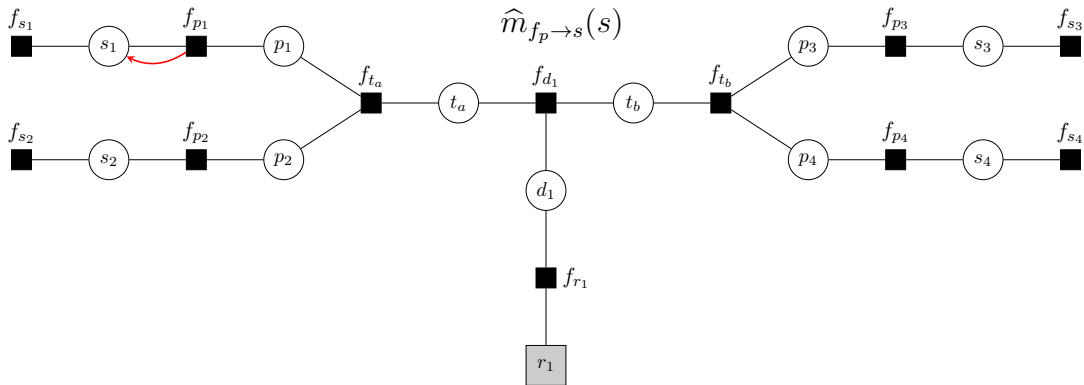 f_{s_1} f_{p_1} \widehat{m}_{f_p→s}(s) f_{p_3} f_{s_3}
s_1 p_1 p_3 s_3
f_{t_a} f_{d_1} f_{t_b}
t_a t_b
f_{s_2} f_{p_2} f_{p_4} f_{s_4}
s_2 p_2 p_4 s_4
d_1
f_{r_1}
r_1